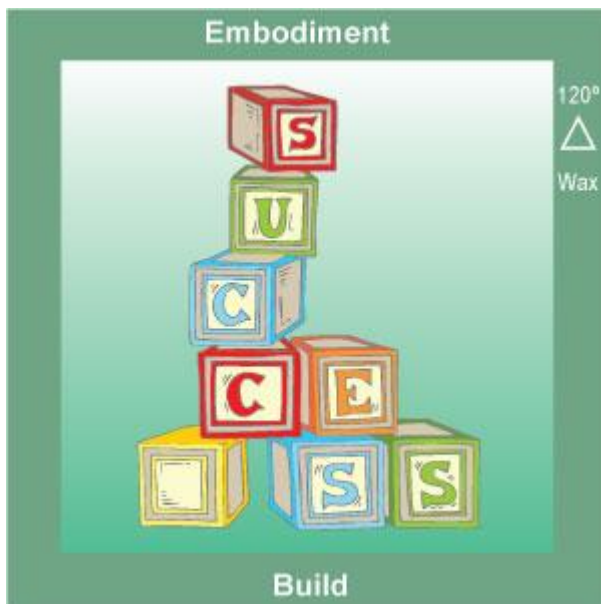 Embodiment
120°
△
Wax
S
U
C
C E
S S
Build